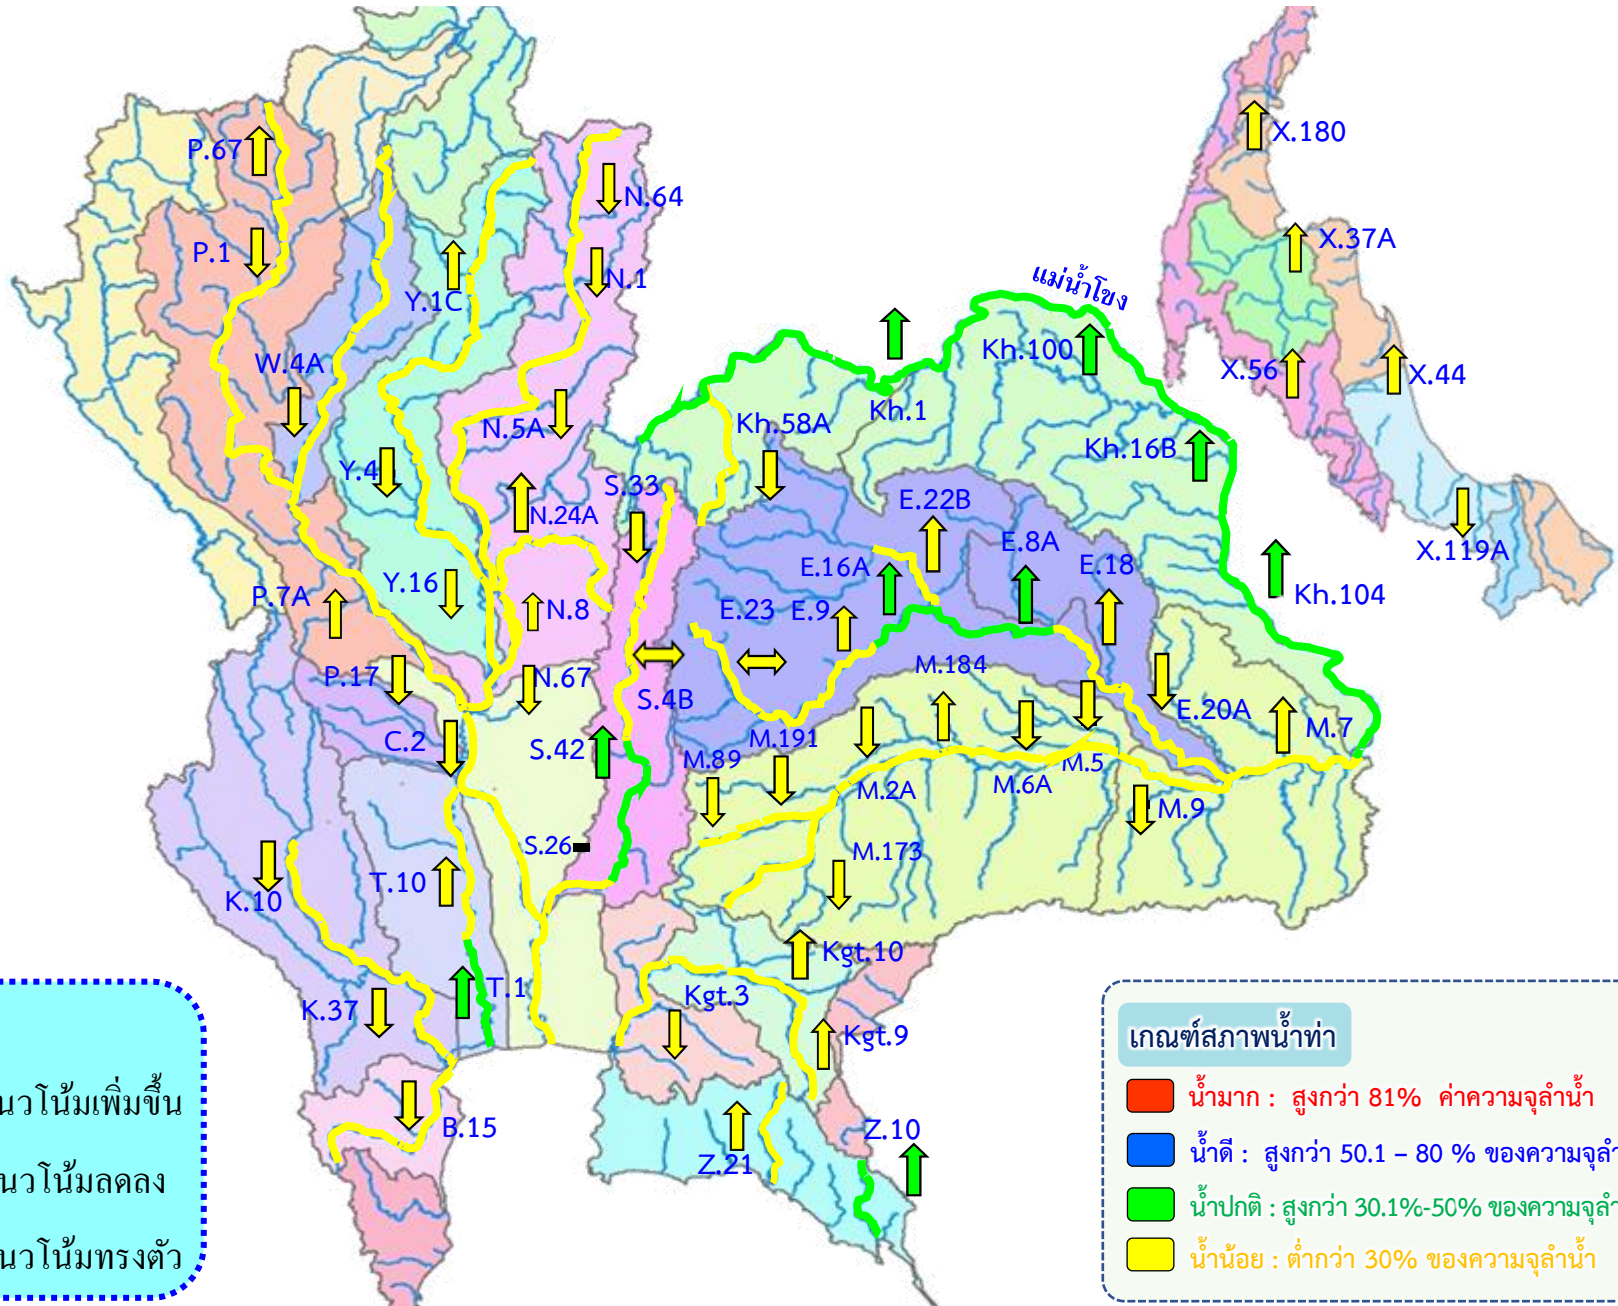 P.67
X.180
N.64
P.1
X.37A
N.1
แม่น้ำโขง
Y.1C
Kh.100
W.4A
X.56
X.44
Kh.1
Kh.58A
N.5A
Kh.16B
Y.4
S.33
E.22B
N.24A
E.8A
X.119A
E.16A
E.18
Y.16
P.7A
Kh.104
N.8
E.23
E.9
M.184
P.17
N.67
S.4B
E.20A
M.7
C.2
S.42
M.191
M.89
M.5
M.2A
M.6A
M.9
S.26
M.173
T.10
K.10
Kgt.10
T.1
Kgt.3
K.37
Kgt.9
B.15
Z.10
Z.21
นวโน้มเพิ่มขึ้น
นวโน้มลดลง
นวโน้มทรงตัว
เกณฑ์สภาพน้ำท่า
น้ำมาก : สูงกว่า 81% ค่าความจุลำน้ำ
น้ำดี : สูงกว่า 50.1 – 80 % ของความจุลำ
น้ำปกติ : สูงกว่า 30.1%-50% ของความจุลำ
น้ำน้อย : ต่ำกว่า 30% ของความจุลำน้ำ